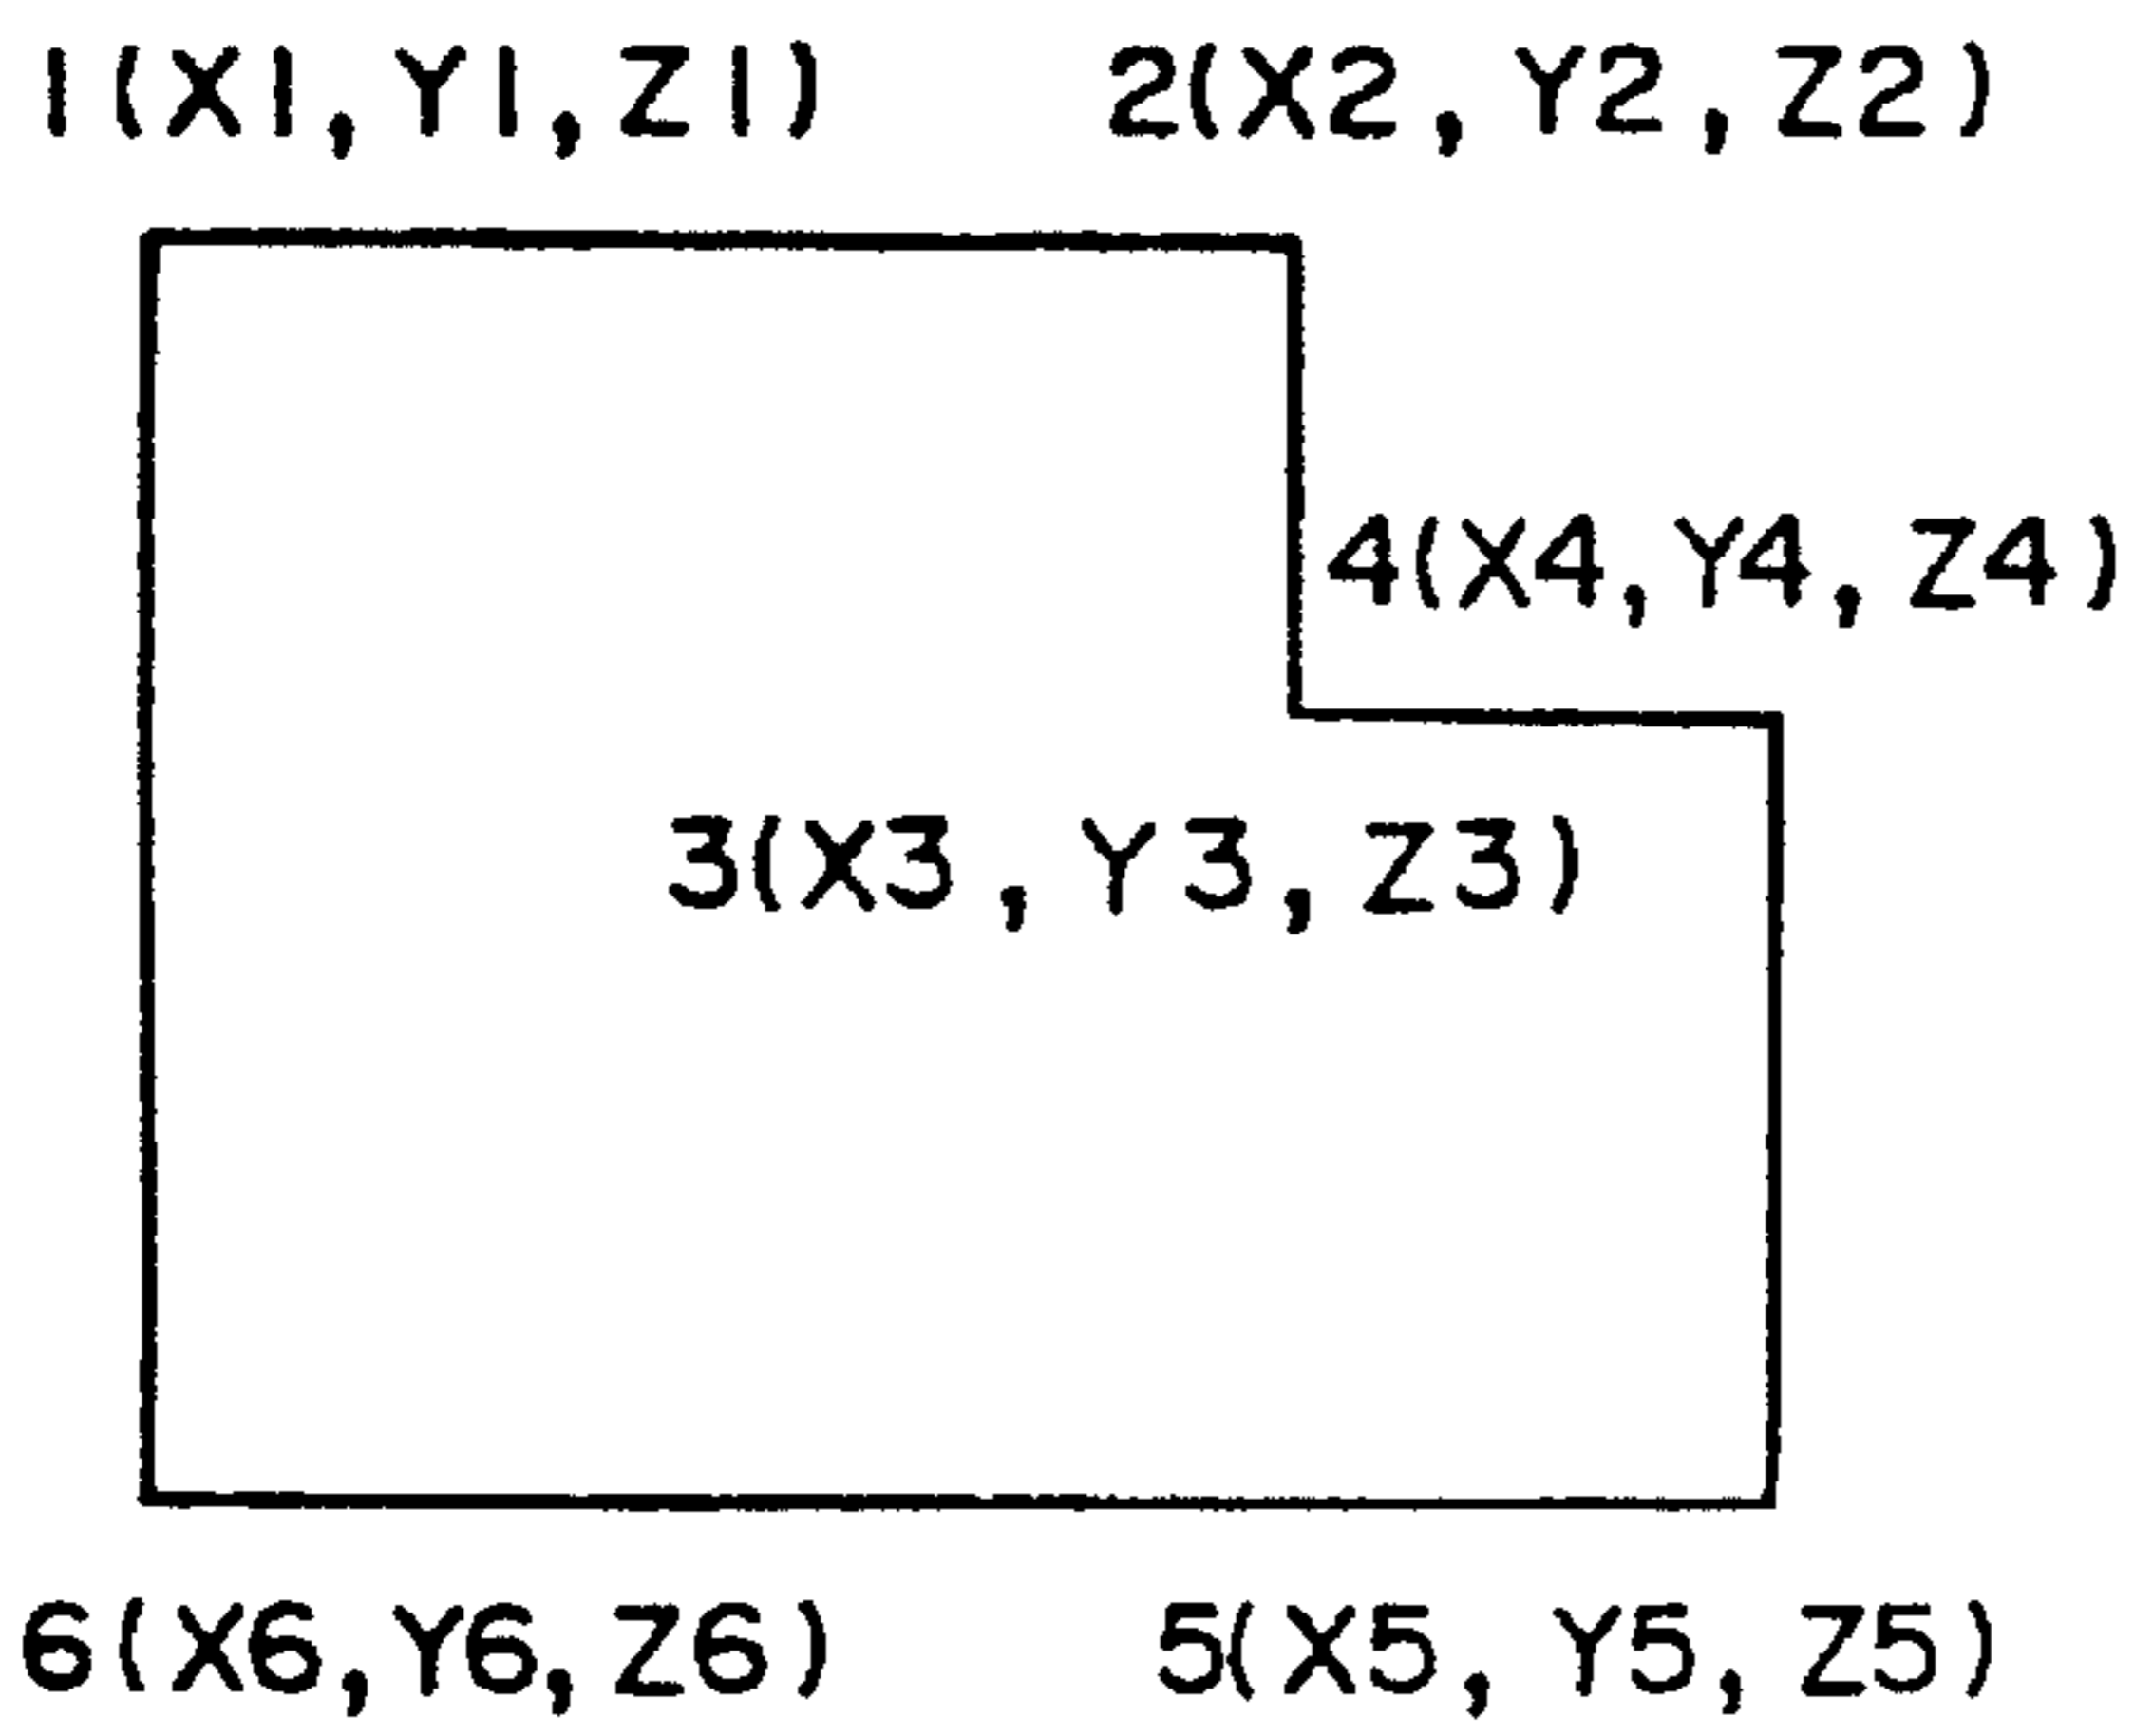 1(X1,Y1,Z1)
2(X2,Y2,Z2)
4(X4,Y4,Z4)
3(X3,Y3,Z3)
6(X6,Y6,Z6)
5(X5,Y5,Z5)